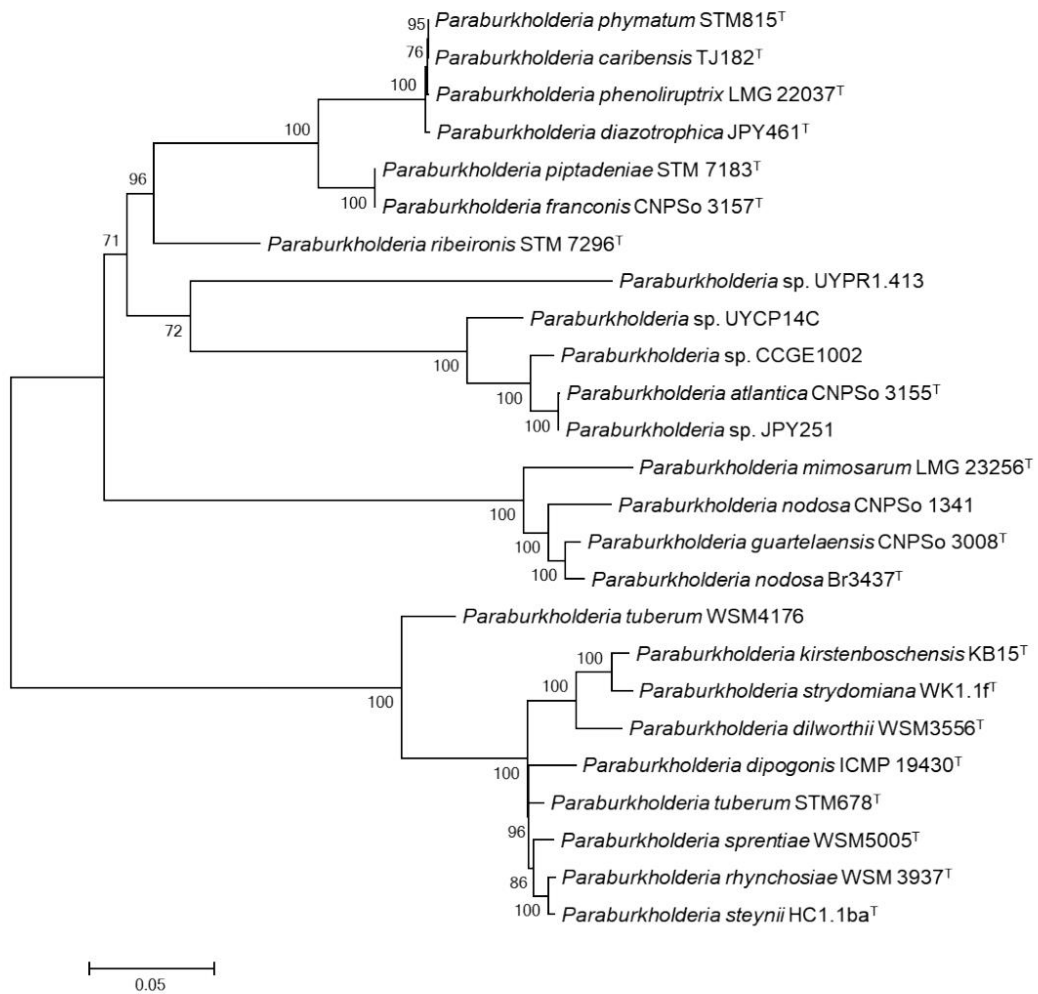 95
Paraburkholderia phymatum STM815ᵀ
76
Paraburkholderia caribensis TJ182ᵀ
100
Paraburkholderia phenoliruptrix LMG 22037ᵀ
100
Paraburkholderia diazotrophica JPY461ᵀ
Paraburkholderia piptadeniae STM 7183ᵀ
96
100
Paraburkholderia franconis CNPSo 3157ᵀ
71
Paraburkholderia ribeironis STM 7296ᵀ
Paraburkholderia sp. UYPR1.413
72
Paraburkholderia sp. UYCP14C
100
Paraburkholderia sp. CCGE1002
100
Paraburkholderia atlantica CNPSo 3155ᵀ
100
Paraburkholderia sp. JPY251
Paraburkholderia mimosarum LMG 23256ᵀ
100
Paraburkholderia nodosa CNPSo 1341
100
Paraburkholderia guartelaensis CNPSo 3008ᵀ
100
Paraburkholderia nodosa Br3437ᵀ
Paraburkholderia tuberum WSM4176
100
Paraburkholderia kirstenboschensis KB15ᵀ
100
Paraburkholderia strydomiana WK1.1fᵀ
100
Paraburkholderia dilworthii WSM3556ᵀ
100
Paraburkholderia dipogonis ICMP 19430ᵀ
Paraburkholderia tuberum STM678ᵀ
96
Paraburkholderia sprentiae WSM5005ᵀ
86
Paraburkholderia rhynchosiae WSM 3937ᵀ
100
Paraburkholderia steynii HC1.1baᵀ
0.05